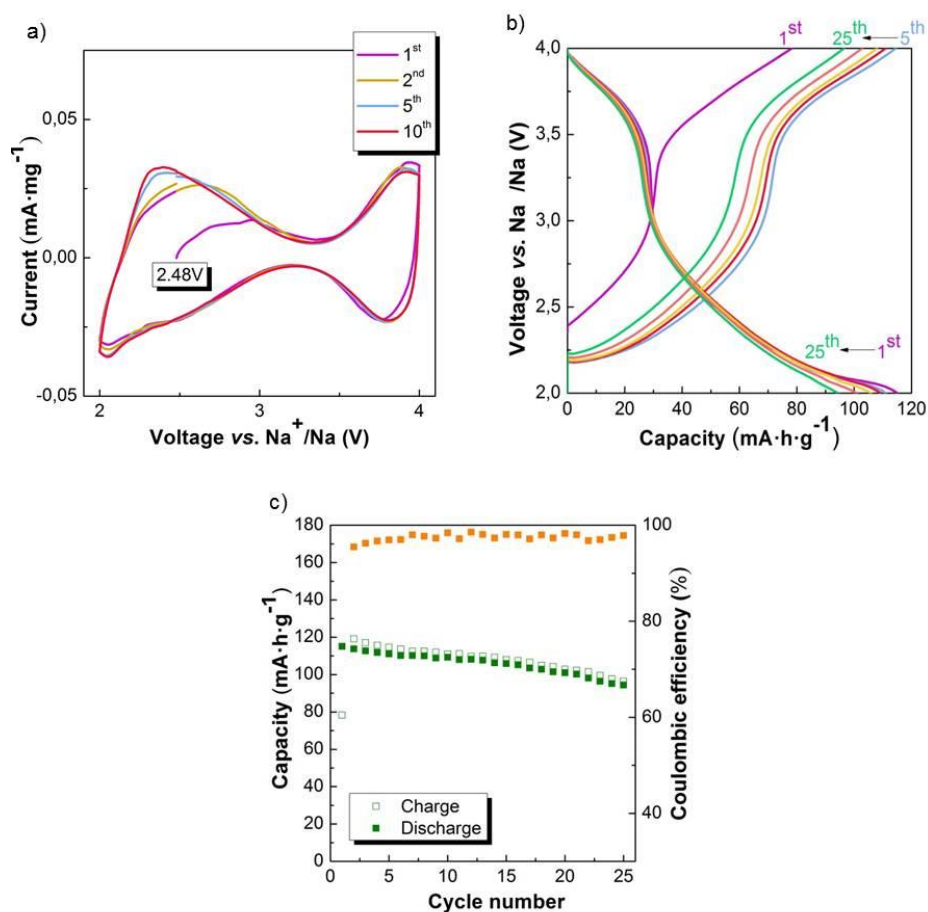 a)
1st
2nd
5th
10th
0,05
0,00
-0,05
2.48V
2
3
4
Current (mA·mg-1)
Voltage vs. Na+/Na (V)
b)
1st
25th
5th
4,0
3,5
3,0
2,5
2,0
25th
1st
0
20
40
60
80
100
120
Voltage vs. Na /Na (V)
Capacity (mA·h·g-1)
c)
180
160
140
120
100
80
60
40
20
0
100
80
60
40
Charge
Discharge
0
5
10
15
20
25
Capacity (mA·h·g-1)
Coulombic efficiency (%)
Cycle number